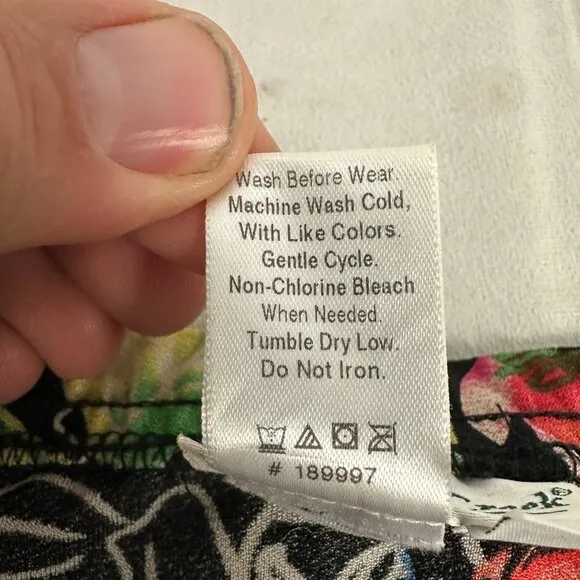 Wash Before Wear.
Machine Wash Cold,
With Like Colors.
Gentle Cycle.
Non-Chlorine Bleach
When Needed.
Tumble Dry Low.
Do Not Iron.
# 189997